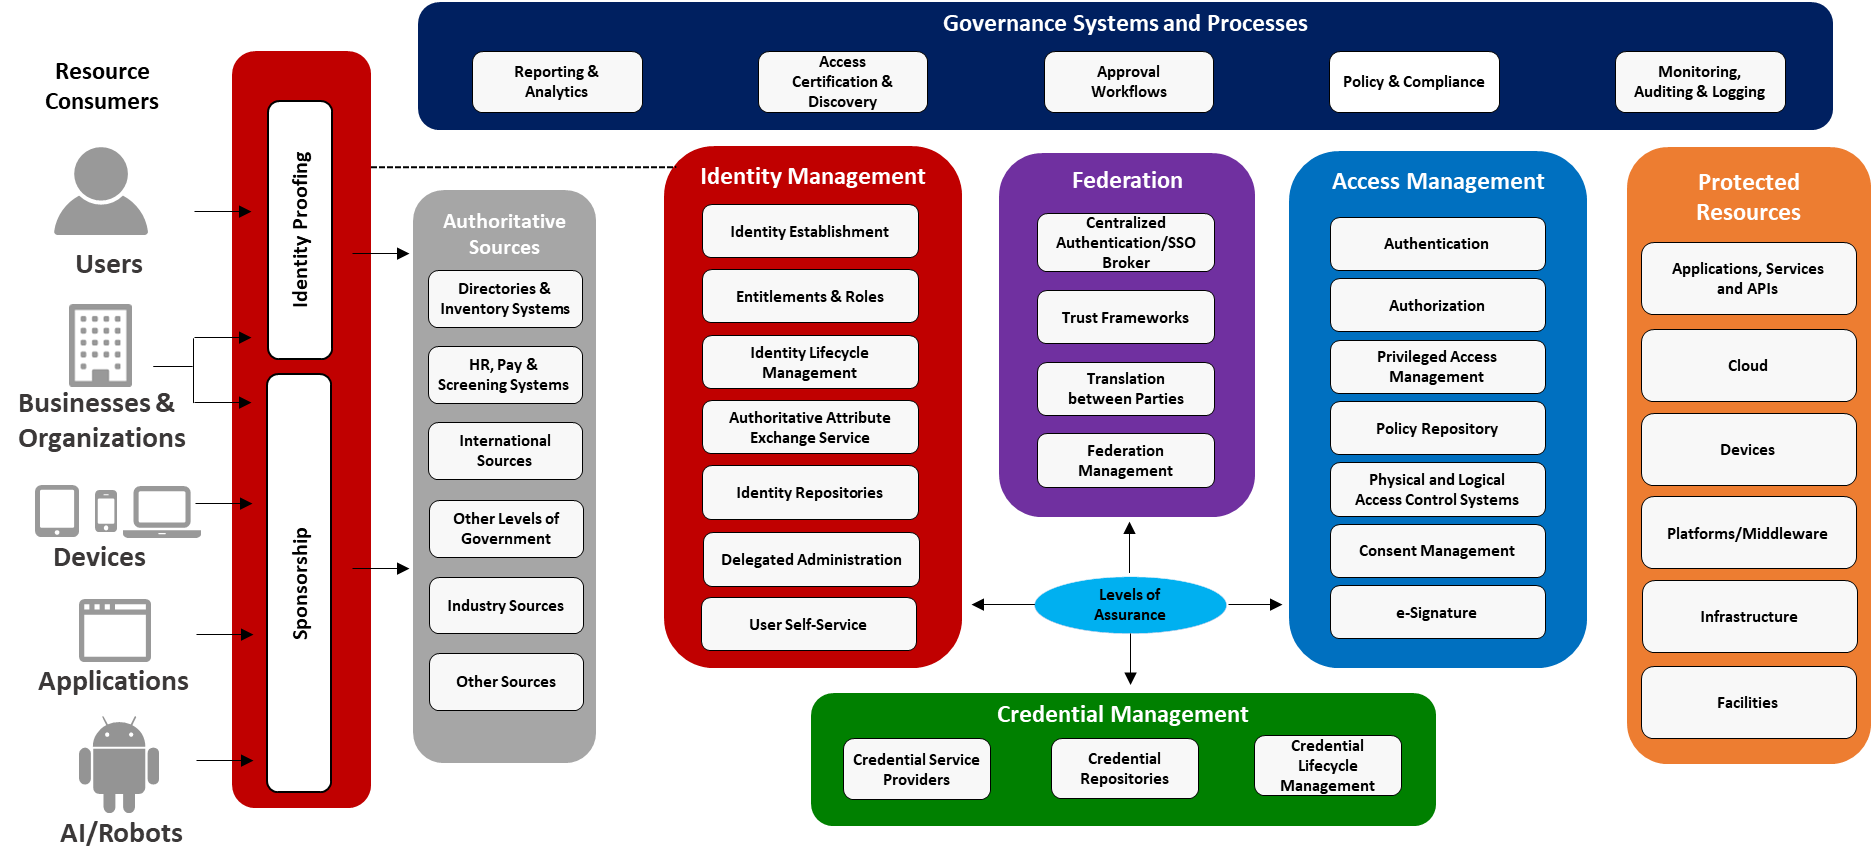 Governance Systems and Processes
Reporting &
Analytics
Access
Certification &
Discovery
Approval
Workflows
Policy & Compliance
Monitoring,
Auditing & Logging
Resource
Consumers
Users
Businesses &
Organizations
Devices
Applications
AI/Robots
Identity Proofing
Sponsorship
Authoritative
Sources
Directories &
Inventory Systems
HR, Pay &
Screening Systems
International
Sources
Other Levels of
Government
Industry Sources
Other Sources
Identity Management
Identity Establishment
Entitlements & Roles
Identity Lifecycle
Management
Authoritative Attribute
Exchange Service
Identity Repositories
Delegated Administration
User Self-Service
Federation
Centralized
Authentication/SSO
Broker
Trust Frameworks
Translation
between Parties
Federation
Management
Levels of
Assurance
Access Management
Authentication
Authorization
Privileged Access
Management
Policy Repository
Physical and Logical
Access Control Systems
Consent Management
e-Signature
Credential Management
Credential Service
Providers
Credential
Repositories
Credential
Lifecycle
Management
Protected
Resources
Applications, Services
and APIs
Cloud
Devices
Platforms/Middleware
Infrastructure
Facilities